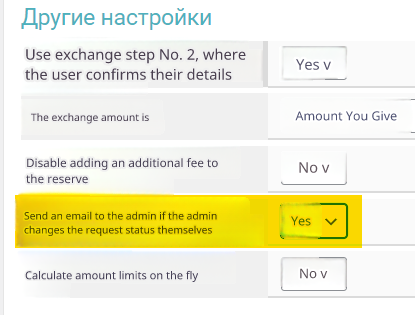 Другие настройки
Use exchange step No. 2, where
the user confirms their details
Yes v
The exchange amount is
Amount You Give
Disable adding an additional fee to
the reserve
No v
Send an email to the admin if the admin
changes the request status themselves
Yes
Calculate amount limits on the fly
No v